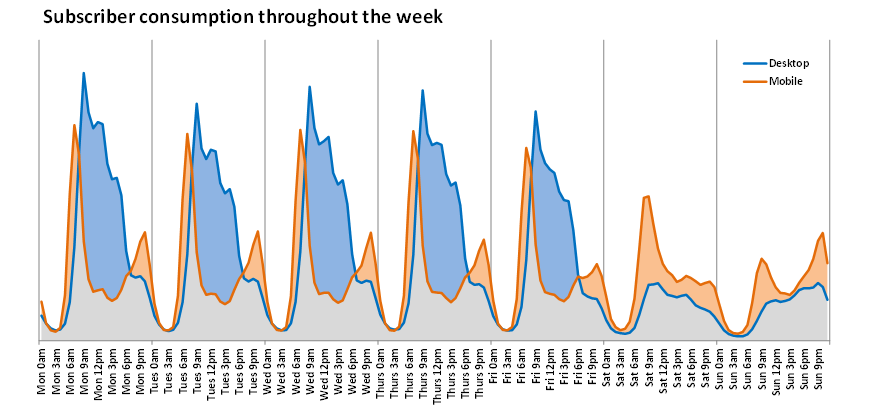 Subscriber consumption throughout the week
Desktop
Mobile
Mon 0am
Mon 3am
Mon 6am
Mon 9am
Mon 12pm
Mon 3pm
Mon 6pm
Mon 9pm
Tues 0am
Tues 3am
Tues 6am
Tues 9am
Tues 12pm
Tues 3pm
Tues 6pm
Tues 9pm
Wed 0am
Wed 3am
Wed 6am
Wed 9am
Wed 12pm
Wed 3pm
Wed 6pm
Wed 9pm
Thurs 0am
Thurs 3am
Thurs 6am
Thurs 9am
Thurs 12pm
Thurs 3pm
Thurs 6pm
Thurs 9pm
Fri 0am
Fri 3am
Fri 6am
Fri 9am
Fri 12pm
Fri 3pm
Fri 6pm
Fri 9pm
Sat 0am
Sat 3am
Sat 6am
Sat 9am
Sat 12pm
Sat 3pm
Sat 6pm
Sat 9pm
Sun 0am
Sun 3am
Sun 6am
Sun 9am
Sun 12pm
Sun 3pm
Sun 6pm
Sun 9pm